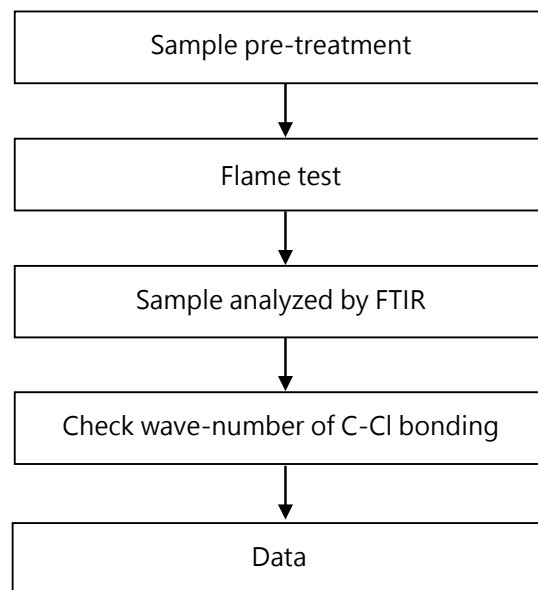 Sample pre-treatment
Flame test
Sample analyzed by FTIR
Check wave-number of C-Cl bonding
Data